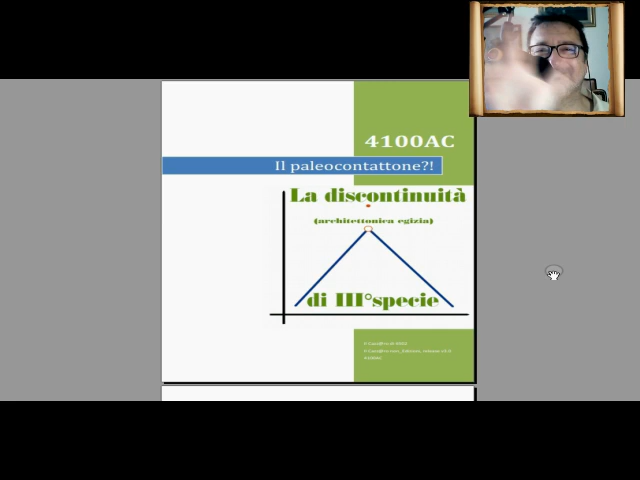 4100AC
Il paleocontattone?!
La discontinuità
(architettonica egizia)
di III°specie